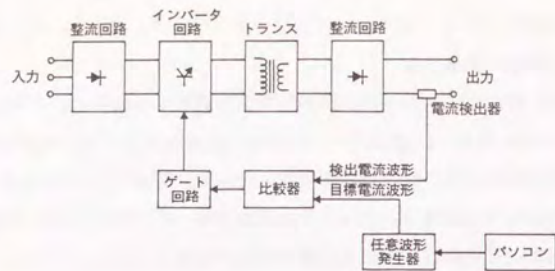 整流回路
インバータ
回路
トランス
整流回路
入力
出力
電流検出器
検出電流波形
目標電流波形
ゲート
回路
比較器
任意波形
発生器
パソコン